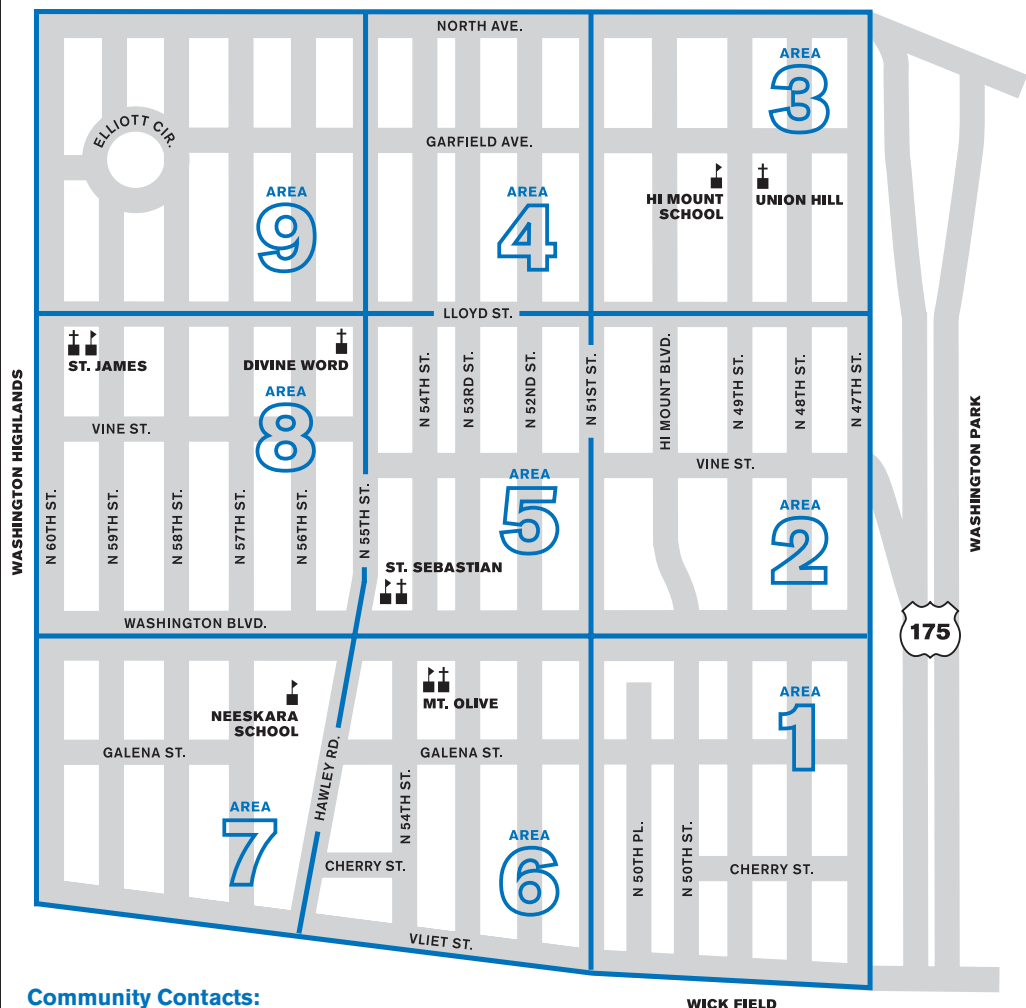 NORTH AVE.
AREA
3
ELLIOTT CIR.
GARFIELD AVE.
AREA
9
AREA
4
HI MOUNT
SCHOOL
UNION HILL
LLOYD ST.
ST. JAMES
DIVINE WORD
AREA
8
VINE ST.
N 54TH ST.
N 53RD ST.
N 52ND ST.
N 51ST ST.
HI MOUNT BLVD.
N 49TH ST.
N 48TH ST.
N 47TH ST.
WASHINGTON HIGHLANDS
WASHINGTON PARK
VINE ST.
AREA
5
AREA
2
N 60TH ST.
N 59TH ST.
N 58TH ST.
N 57TH ST.
N 56TH ST.
N 55TH ST.
ST. SEBASTIAN
WASHINGTON BLVD.
175
NEESKARA
SCHOOL
MT. OLIVE
AREA
1
GALENA ST.
HAWLEY RD.
GALENA ST.
N 54TH ST.
AREA
7
AREA
6
CHERRY ST.
N 50TH PL.
N 50TH ST.
CHERRY ST.
VLIET ST.
Community Contacts:
WICK FIELD